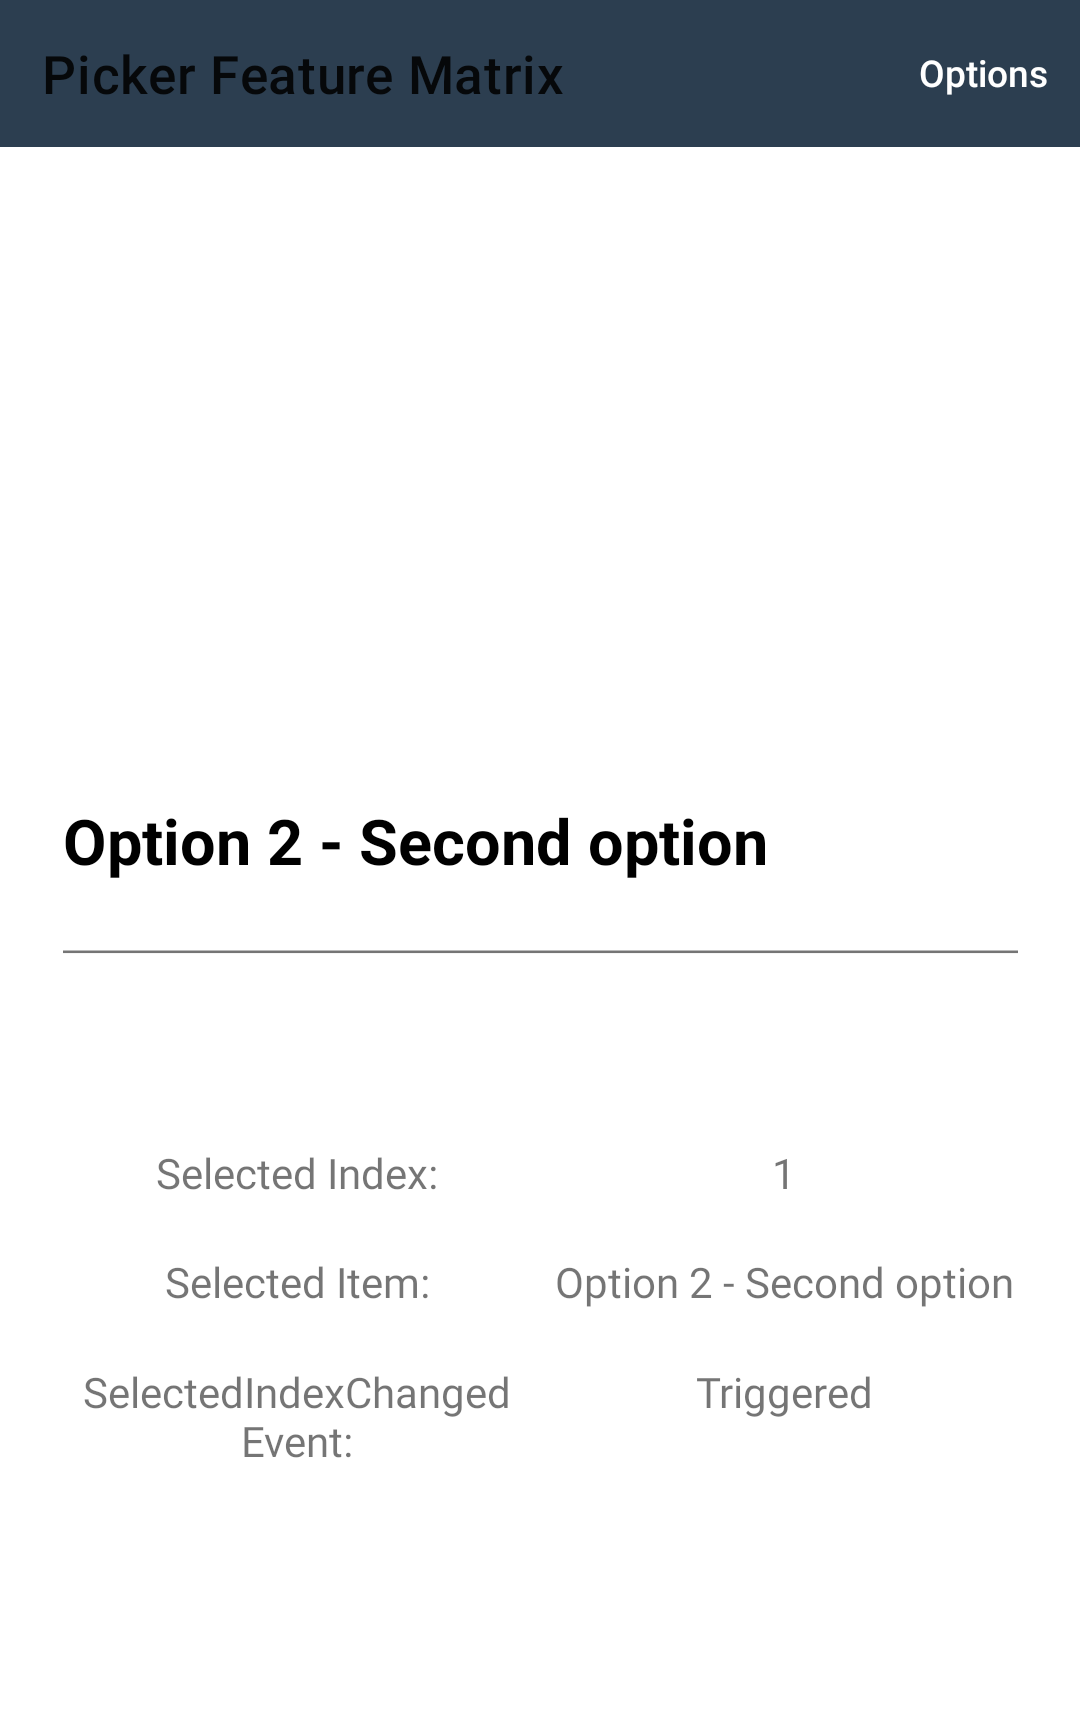 Picker Feature Matrix
Options
Option 2 - Second option
Selected Index:
1
Selected Item:
Option 2 - Second option
SelectedIndexChanged
Event:
Triggered